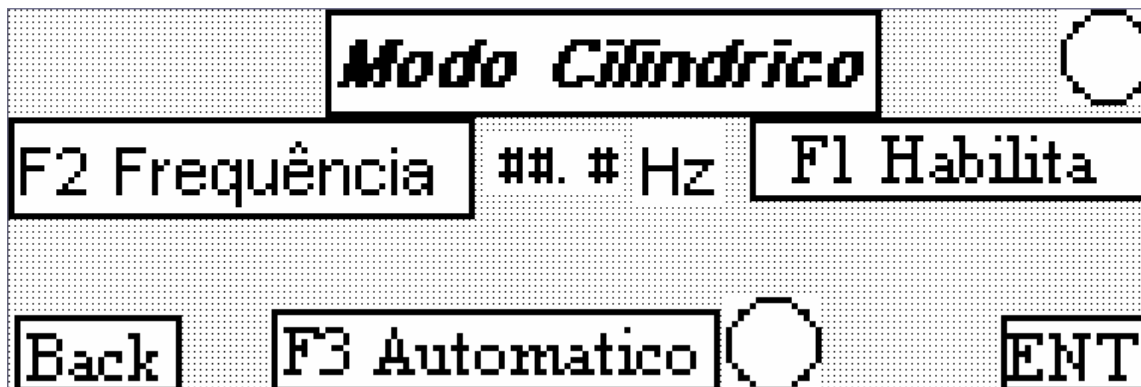 Modo Cilindrico
F2 Frequência ##.# Hz F1 Habilita
Back F3 Automatico ENT